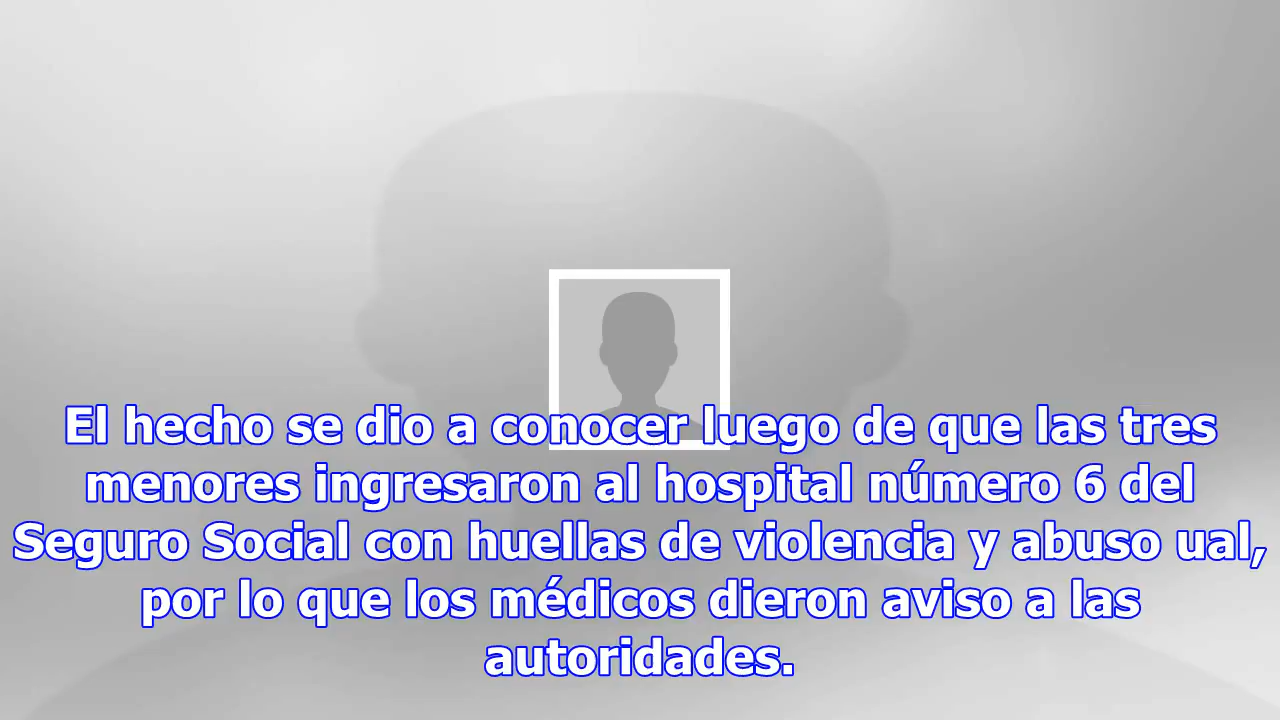 El hecho se dio a conocer luego de que las tres
menores ingresaron al hospital número 6 del
Seguro Social con huellas de violencia y abuso ual,
por lo que los médicos dieron aviso a las
autoridades.